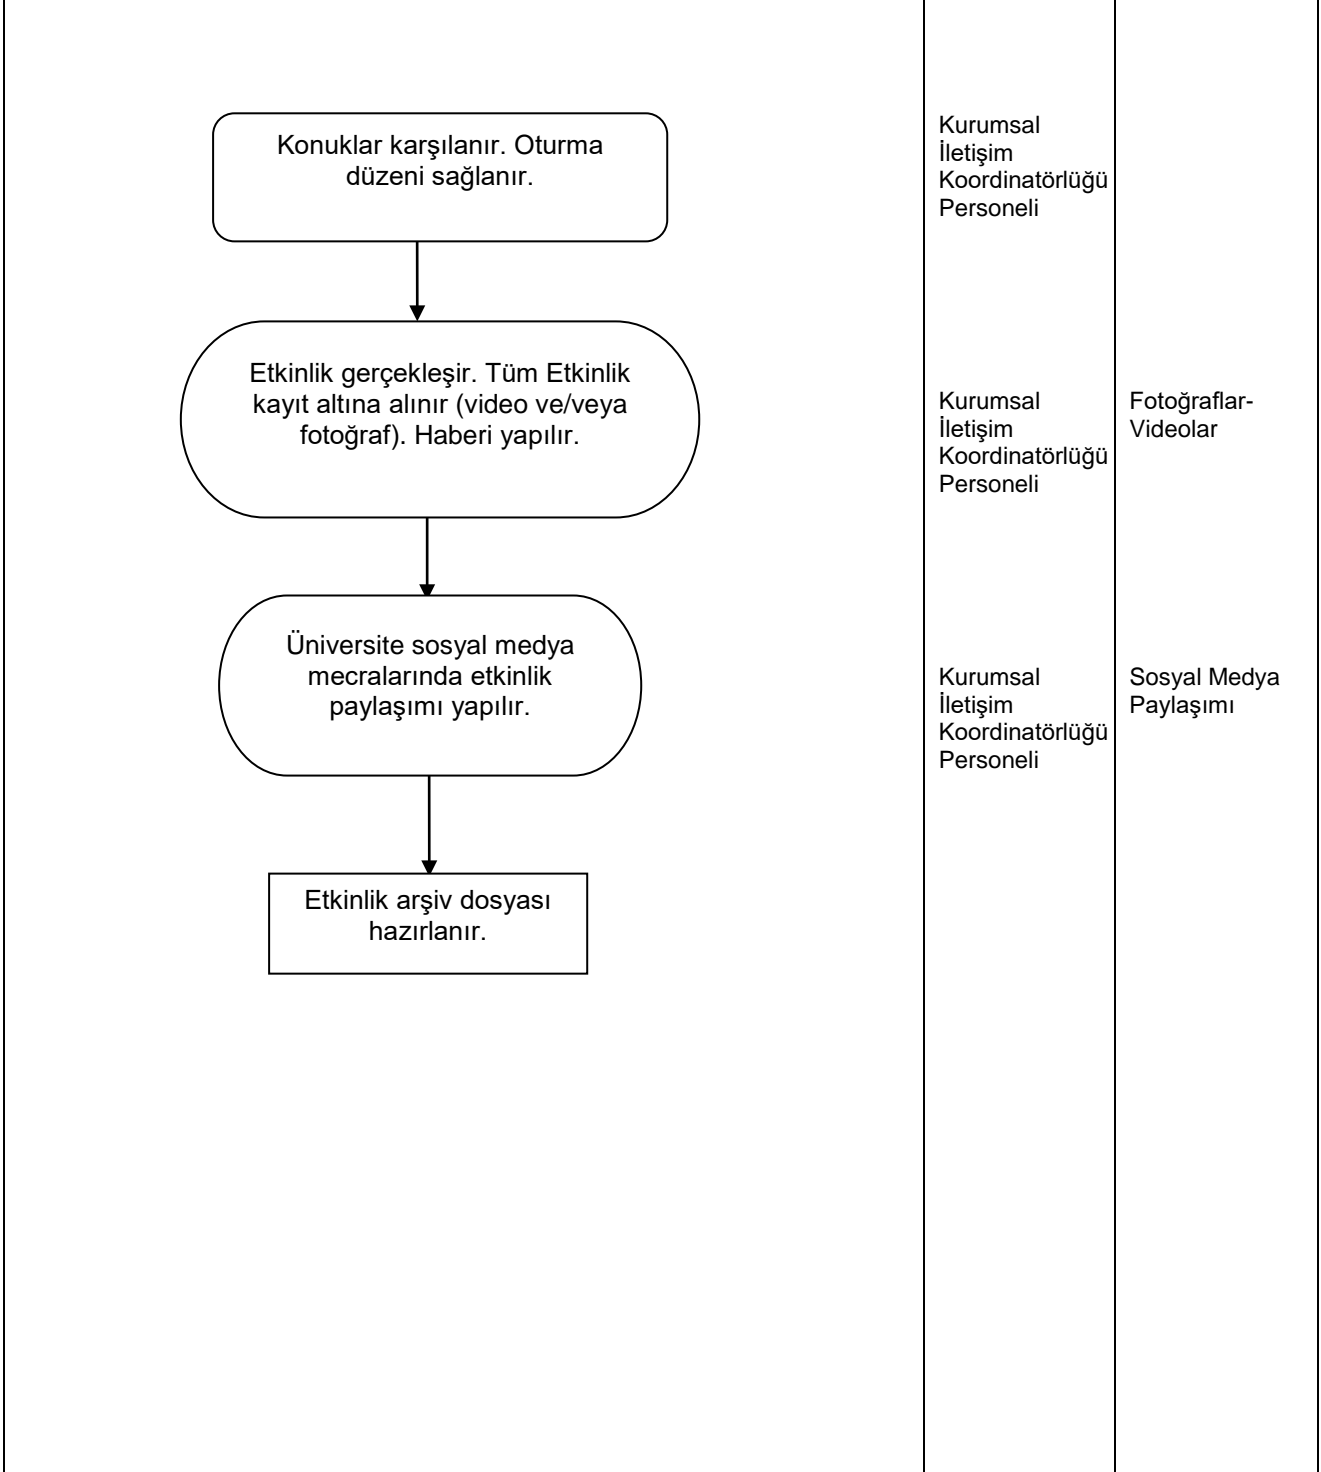 Konuklar karşılanır. Oturma
düzeni sağlanır.
Kurumsal
İletişim
Koordinatörlüğü
Personeli
Etkinlik gerçekleşir. Tüm Etkinlik
kayıt altına alınır (video ve/veya
fotoğraf). Haberi yapılır.
Kurumsal
İletişim
Koordinatörlüğü
Personeli
Fotoğraflar-
Videolar
Üniversite sosyal medya
mecralarında etkinlik
paylaşımı yapılır.
Kurumsal
İletişim
Koordinatörlüğü
Personeli
Sosyal Medya
Paylaşımı
Etkinlik arşiv dosyası
hazırlanır.